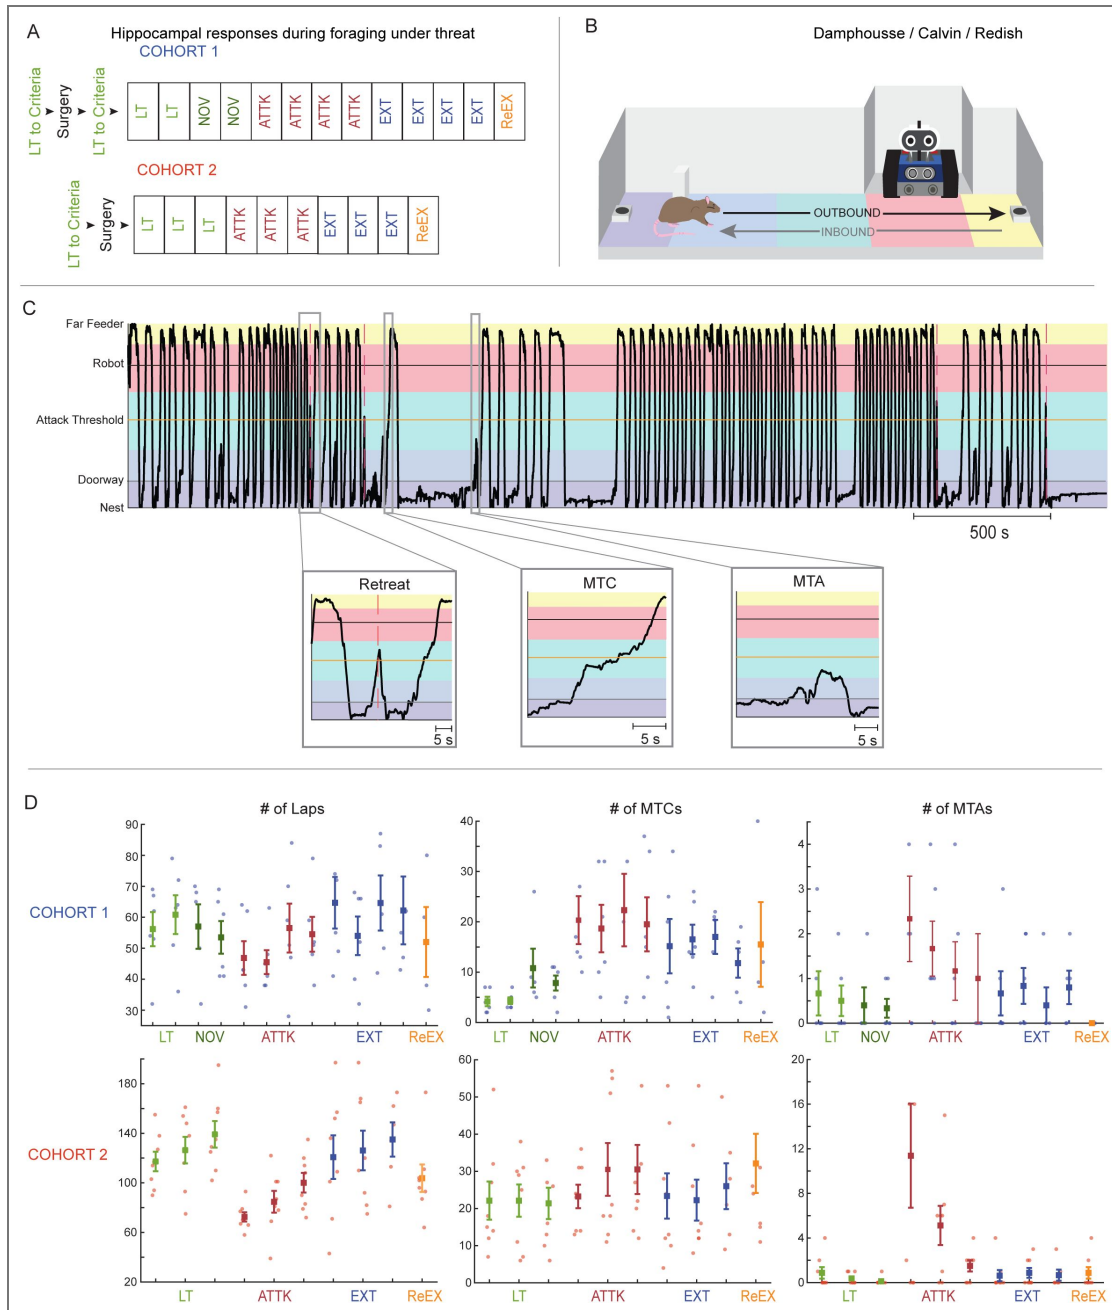 A
Hippocampal responses during foraging under threat
COHORT 1
LT to Criteria
Surgery
LT to Criteria
LT
LT
NOV
NOV
ATTK
ATTK
ATTK
ATTK
EXT
EXT
EXT
EXT
ReEX
COHORT 2
LT to Criteria
Surgery
LT
LT
LT
ATTK
ATTK
ATTK
EXT
EXT
EXT
ReEX
B
Damphousse / Calvin / Redish
OUTBOUND
INBOUND
C
Far Feeder
Robot
Attack Threshold
Doorway
Nest
500 s
Retreat
5 s
MTC
5 s
MTA
5 s
D
# of Laps
# of MTCs
# of MTAs
COHORT 1
90
80
70
60
50
40
30
LT NOV ATTK EXT ReEX
40
30
20
10
0
LT NOV ATTK EXT ReEX
4
3
2
1
0
LT NOV ATTK EXT ReEX
COHORT 2
180
140
100
60
20
LT ATTK EXT ReEX
60
50
40
30
20
10
0
LT ATTK EXT ReEX
20
16
12
8
4
0
LT ATTK EXT ReEX